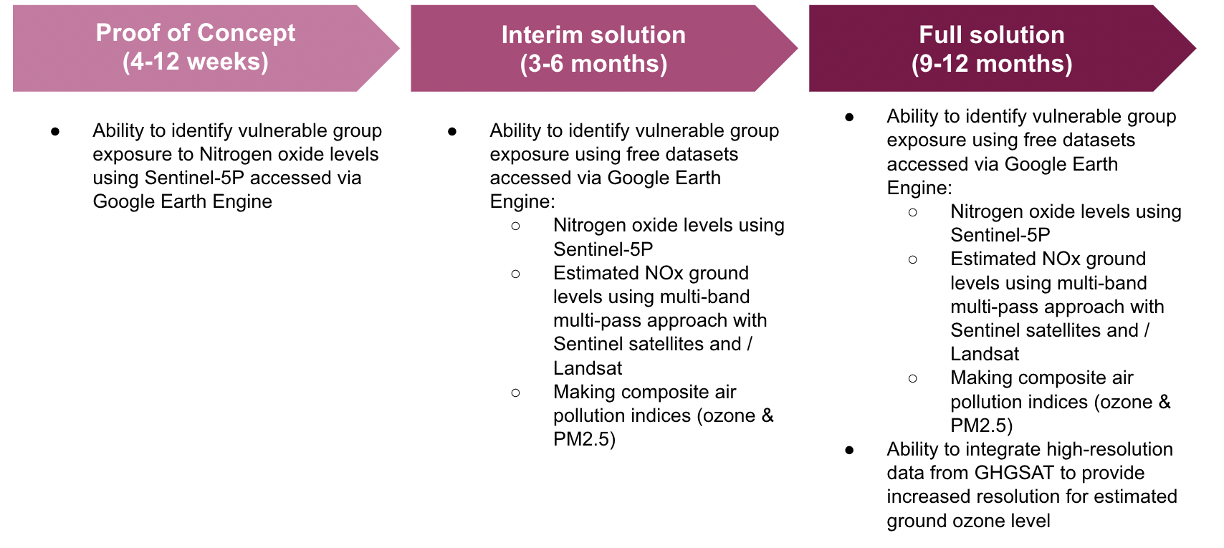 Proof of Concept
(4-12 weeks)
● Ability to identify vulnerable group
exposure to Nitrogen oxide levels
using Sentinel-5P accessed via
Google Earth Engine
Interim solution
(3-6 months)
● Ability to identify vulnerable group
exposure using free datasets
accessed via Google Earth
Engine:
○ Nitrogen oxide levels using
Sentinel-5P
○ Estimated NOx ground
levels using multi-band
multi-pass approach with
Sentinel satellites and /
Landsat
○ Making composite air
pollution indices (ozone &
PM2.5)
Full solution
(9-12 months)
● Ability to identify vulnerable group
exposure using free datasets
accessed via Google Earth
Engine:
○ Nitrogen oxide levels using
Sentinel-5P
○ Estimated NOx ground
levels using multi-band
multi-pass approach with
Sentinel satellites and /
Landsat
○ Making composite air
pollution indices (ozone &
PM2.5)
● Ability to integrate high-resolution
data from GHGSAT to provide
increased resolution for estimated
ground ozone level